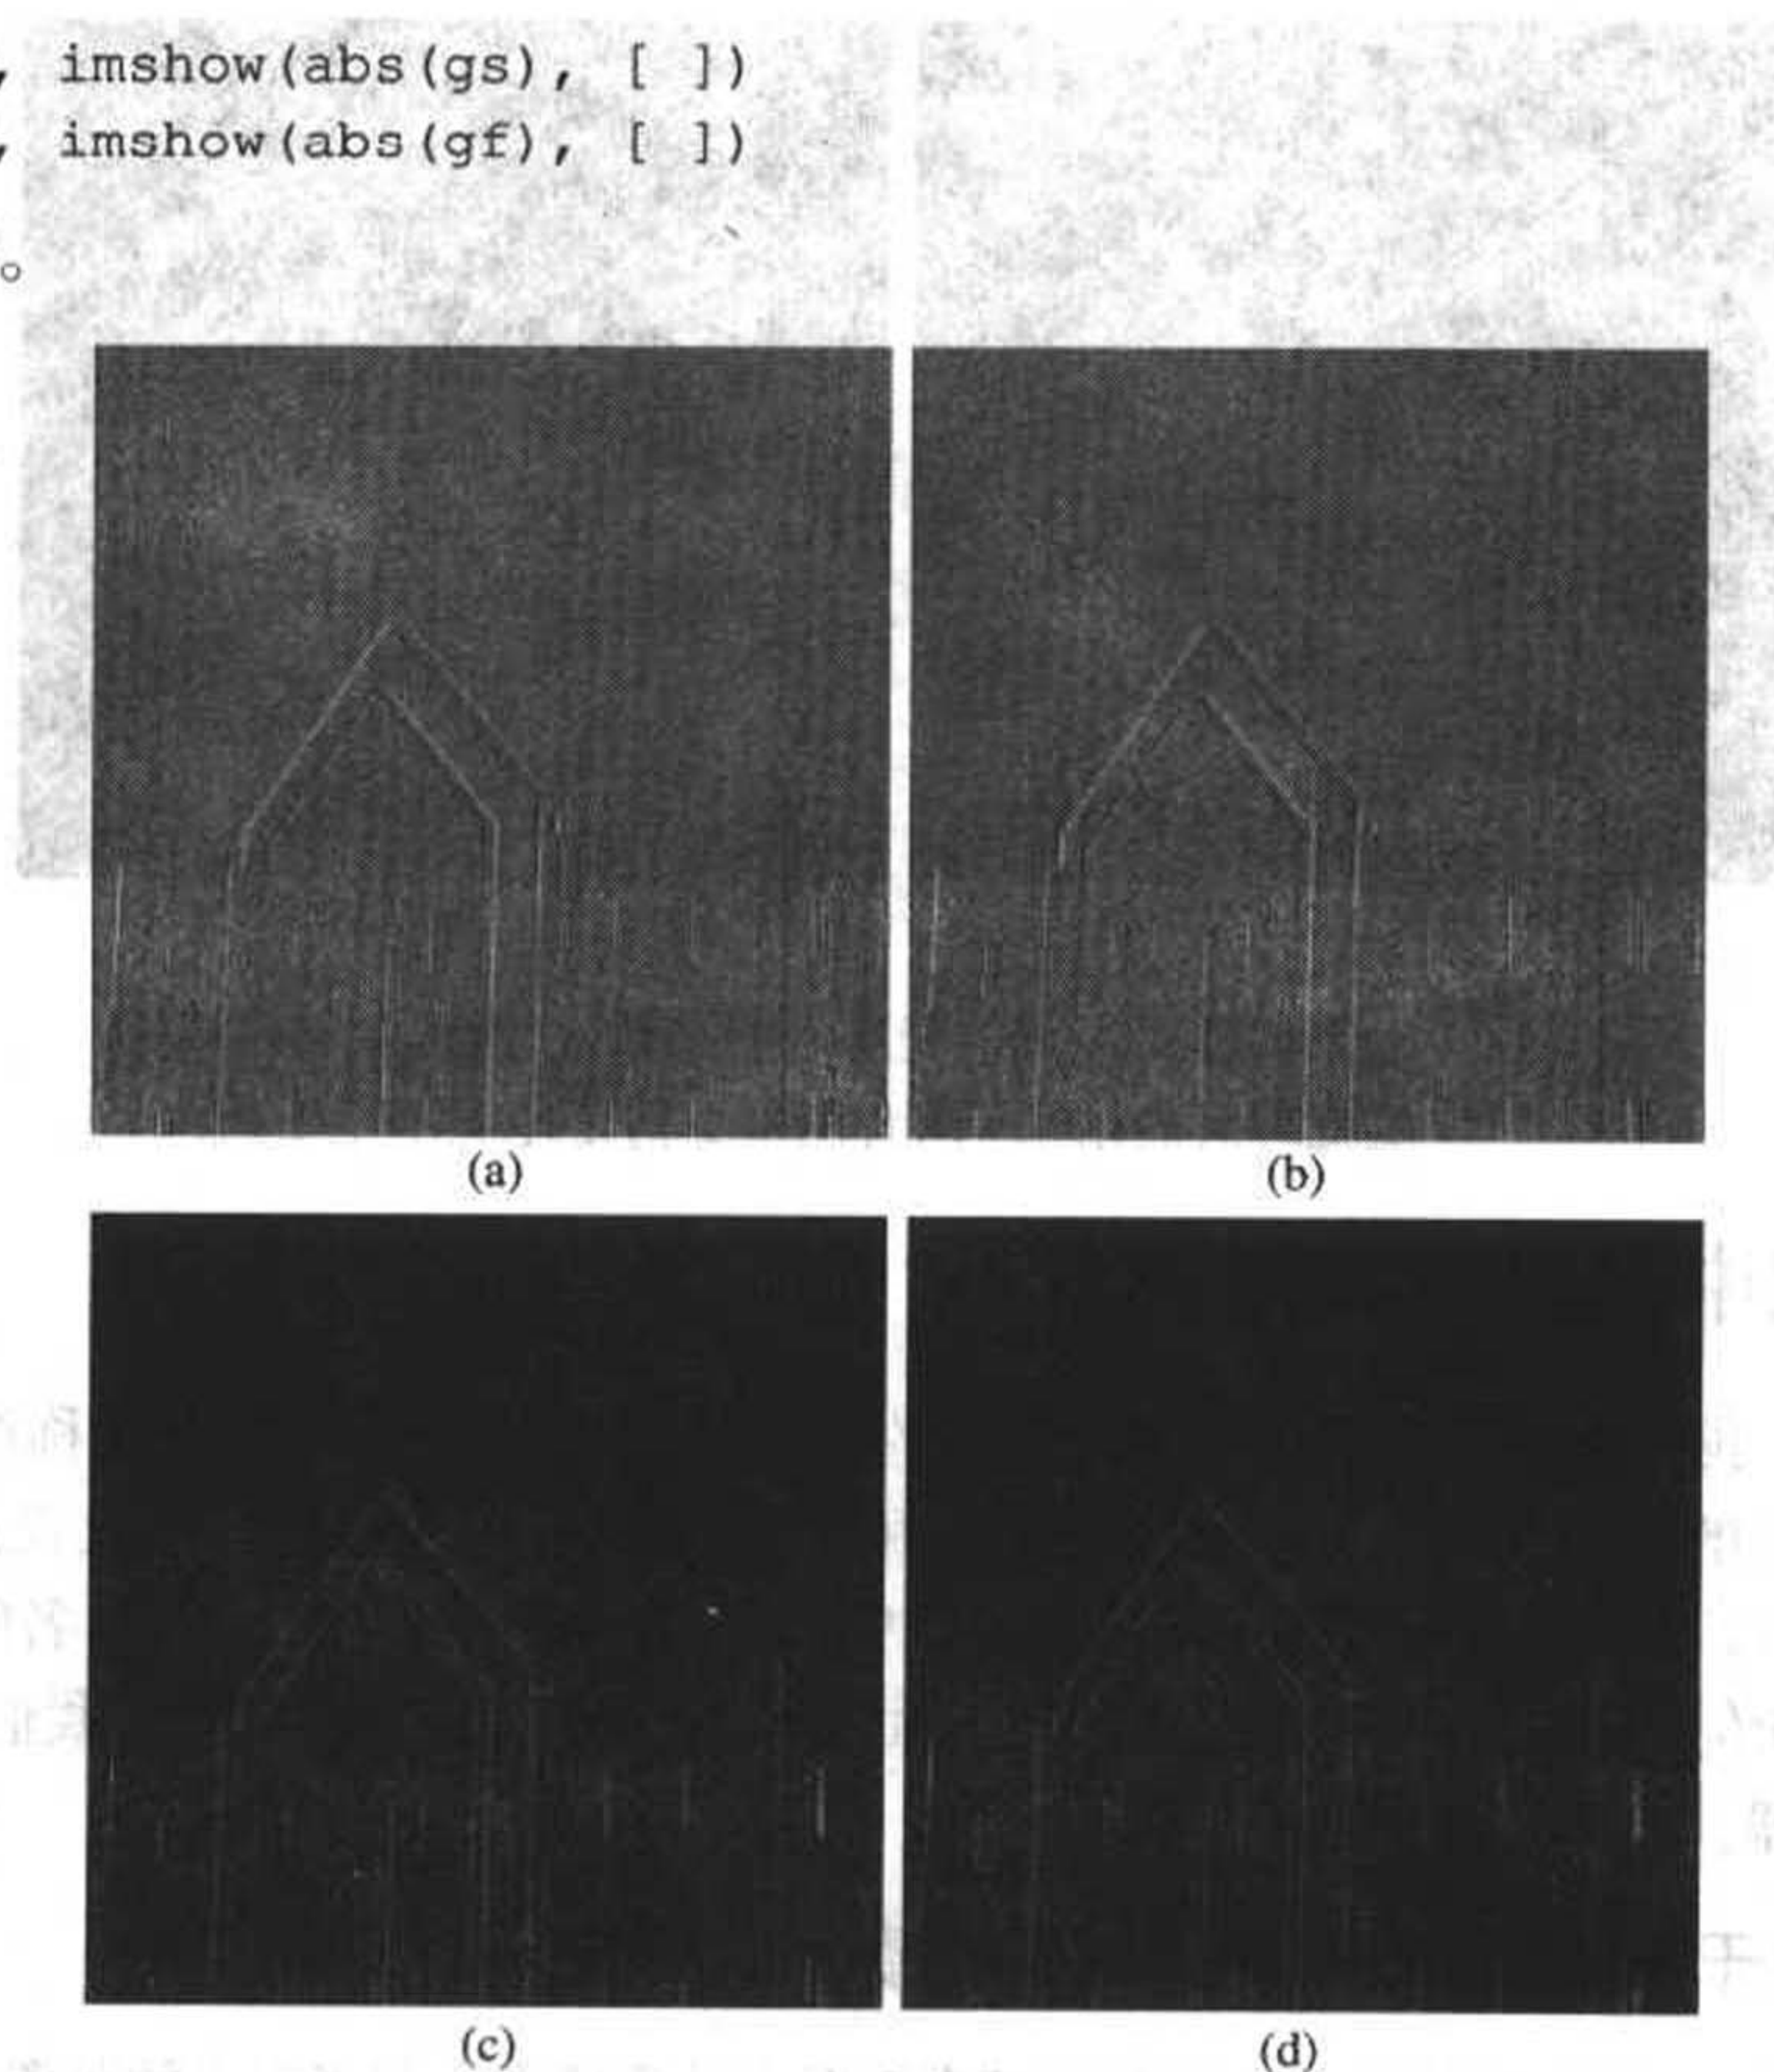 , imshow(abs(gs), [ ])
, imshow(abs(gf), [ ])
。
(a)
(b)
(c)
(d)